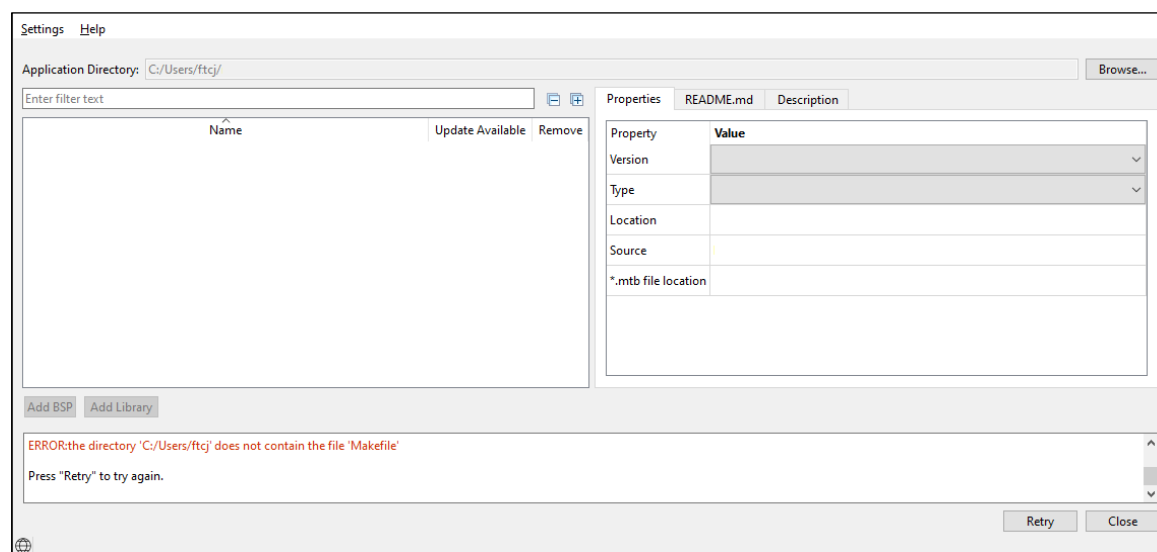 Settings Help
Application Directory: C:/Users/ftcj/ Browse...
Enter filter text
Name Update Available Remove
Properties README.md Description
Property Value
Version
Type
Location
Source
*.mtb file location
Add BSP Add Library
ERROR:the directory 'C:/Users/ftcj' does not contain the file 'Makefile'
Press "Retry" to try again.
Retry Close